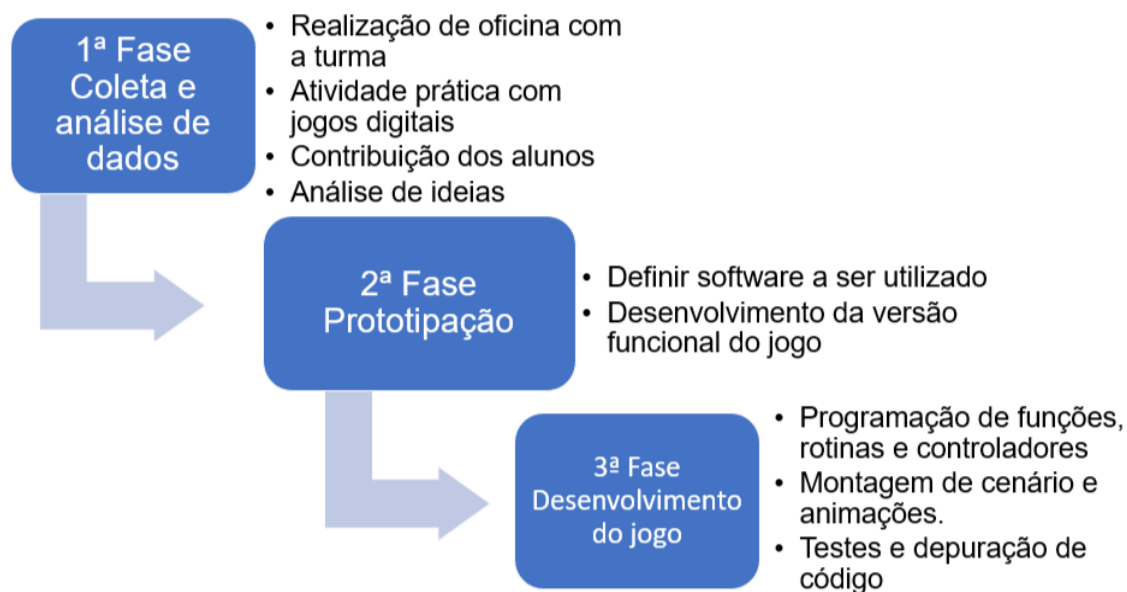 1ª Fase
Coleta e
análise de
dados
• Realização de oficina com
a turma
• Atividade prática com
jogos digitais
• Contribuição dos alunos
• Análise de ideias
2ª Fase
Prototipação
• Definir software a ser utilizado
• Desenvolvimento da versão
funcional do jogo
3ª Fase
Desenvolvimento
do jogo
• Programação de funções,
rotinas e controladores
• Montagem de cenário e
animações.
• Testes e depuração de
código